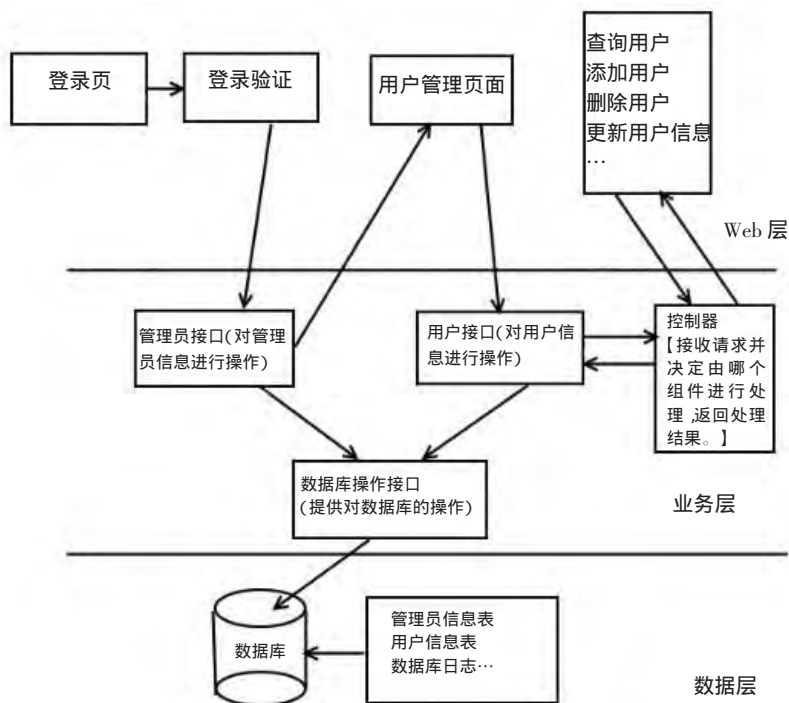 登录页
登录验证
用户管理页面
查询用户
添加用户
删除用户
更新用户信息
…
Web 层
管理员接口(对管理
员信息进行操作)
用户接口(对用户信
息进行操作)
控制器
【接收请求并
决定由哪个
组件进行处
理,返回处理
结果。】
数据库操作接口
(提供对数据库的操作)
业务层
数据库
管理员信息表
用户信息表
数据库日志…
数据层